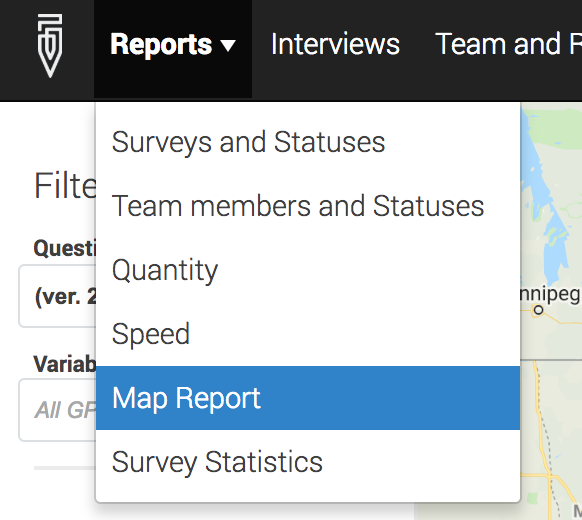 Reports ▼ Interviews Team and R
Surveys and Statuses
Team members and Statuses
Filte
Questi
Quantity
(ver. 2
nnipeg
Speed
Variab
Map Report
All GP
Survey Statistics
M